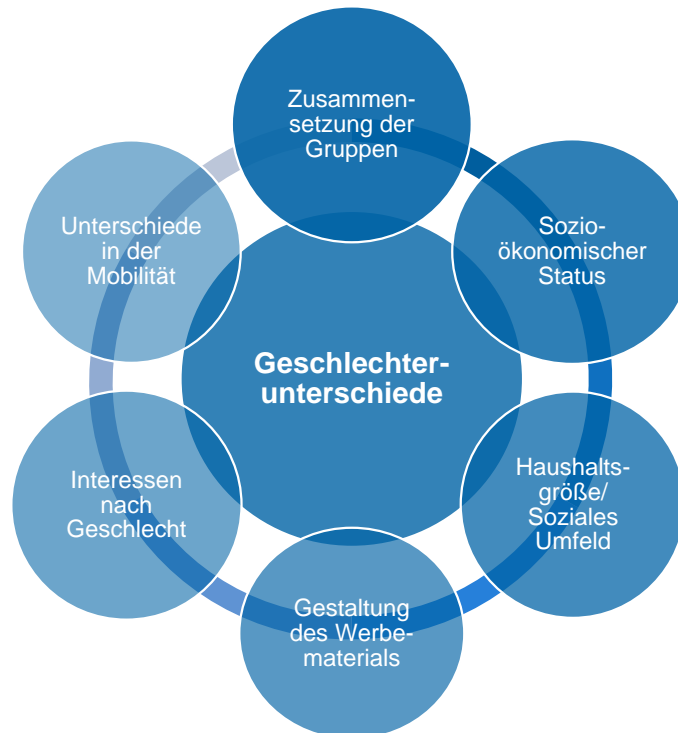 Zusammen-
setzung der
Gruppen
Sozio-
ökonomischer
Status
Haushalts-
größe/
Soziales
Umfeld
Gestaltung
des Werbe-
materials
Interessen
nach
Geschlecht
Unterschiede
in der
Mobilität
Geschlechter-
unterschiede